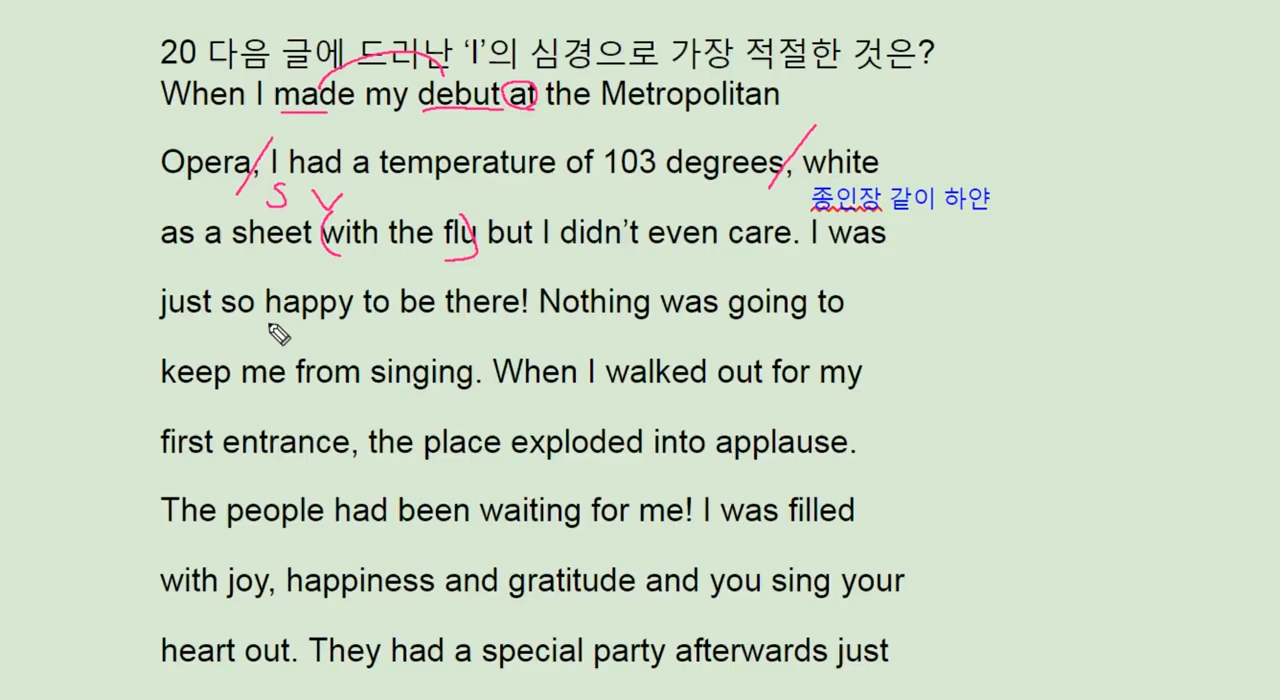 20 다음 글에 드러난 ‘I’의 심경으로 가장 적절한 것은?
When I made my debut at the Metropolitan
Opera, I had a temperature of 103 degrees, white
S V
종인장 같이 하얀
as a sheet with the flu but I didn’t even care. I was
just so happy to be there! Nothing was going to
keep me from singing. When I walked out for my
first entrance, the place exploded into applause.
The people had been waiting for me! I was filled
with joy, happiness and gratitude and you sing your
heart out. They had a special party afterwards just